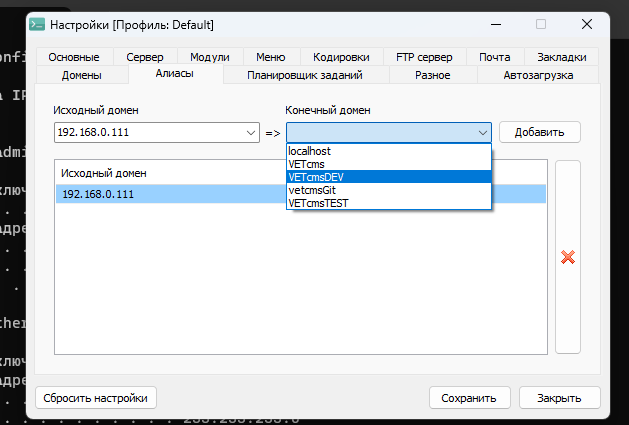 Настройки [Профиль: Default]
Основные Сервер Модули Меню Кодировки FTP сервер Почта Закладки
Домены Алиасы Планировщик заданий Разное Автозагрузка
Исходный домен Конечный домен
192.168.0.111 => Добавить
localhost
VETcms
VETcmsDEV
vetcmsGit
VETcmsTEST
Исходный домен
192.168.0.111
Сбросить настройки Сохранить Закрыть